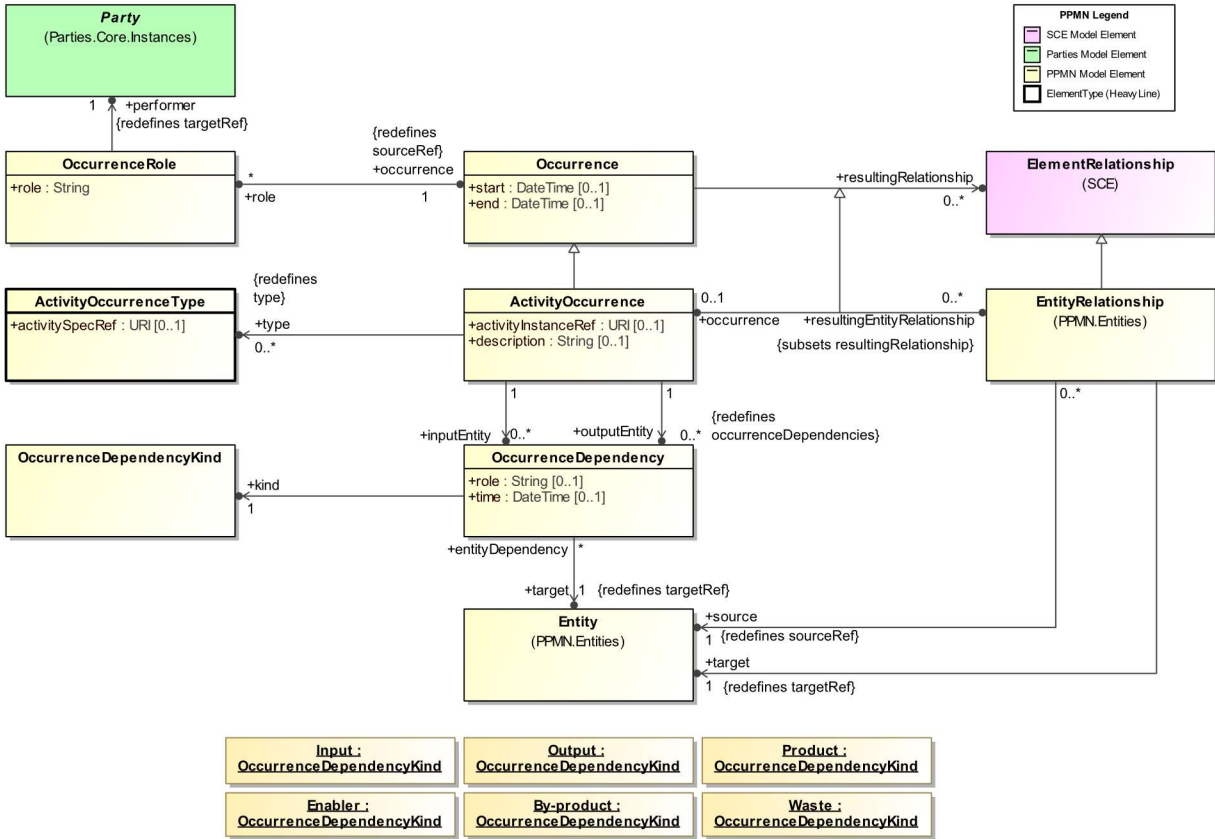 Party
(Parties.Core.Instances)
PPMN Legend
SCE Model Element
Parties Model Element
PPMN Model Element
ElementType (Heavy Line)
1
+performer
{redefines targetRef}
OccurrenceRole
+role : String
*
+role
{redefines
sourceRef}
+occurrence
1
Occurrence
+start : DateTime [0..1]
+end : DateTime [0..1]
+resultingRelationship
0..*
ElementRelationship
(SCE)
ActivityOccurrenceType
+activitySpecRef : URI [0..1]
{redefines
type}
+type
0..*
ActivityOccurrence
+activityInstanceRef : URI [0..1]
+description : String [0..1]
0..1
+occurrence
0..*
+resultingEntityRelationship
{subsets resultingRelationship}
EntityRelationship
(PPMN.Entities)
1
1
+inputEntity
0..*
+outputEntity
0..*
{redefines
occurrenceDependencies}
0..*
OccurrenceDependencyKind
+kind
1
OccurrenceDependency
+role : String [0..1]
+time : DateTime [0..1]
+entityDependency
*
+target
1
{redefines targetRef}
Entity
(PPMN.Entities)
+source
1
{redefines sourceRef}
+target
1
{redefines targetRef}
Input :
OccurrenceDependencyKind
Output :
OccurrenceDependencyKind
Product :
OccurrenceDependencyKind
Enabler :
OccurrenceDependencyKind
By-product :
OccurrenceDependencyKind
Waste :
OccurrenceDependencyKind